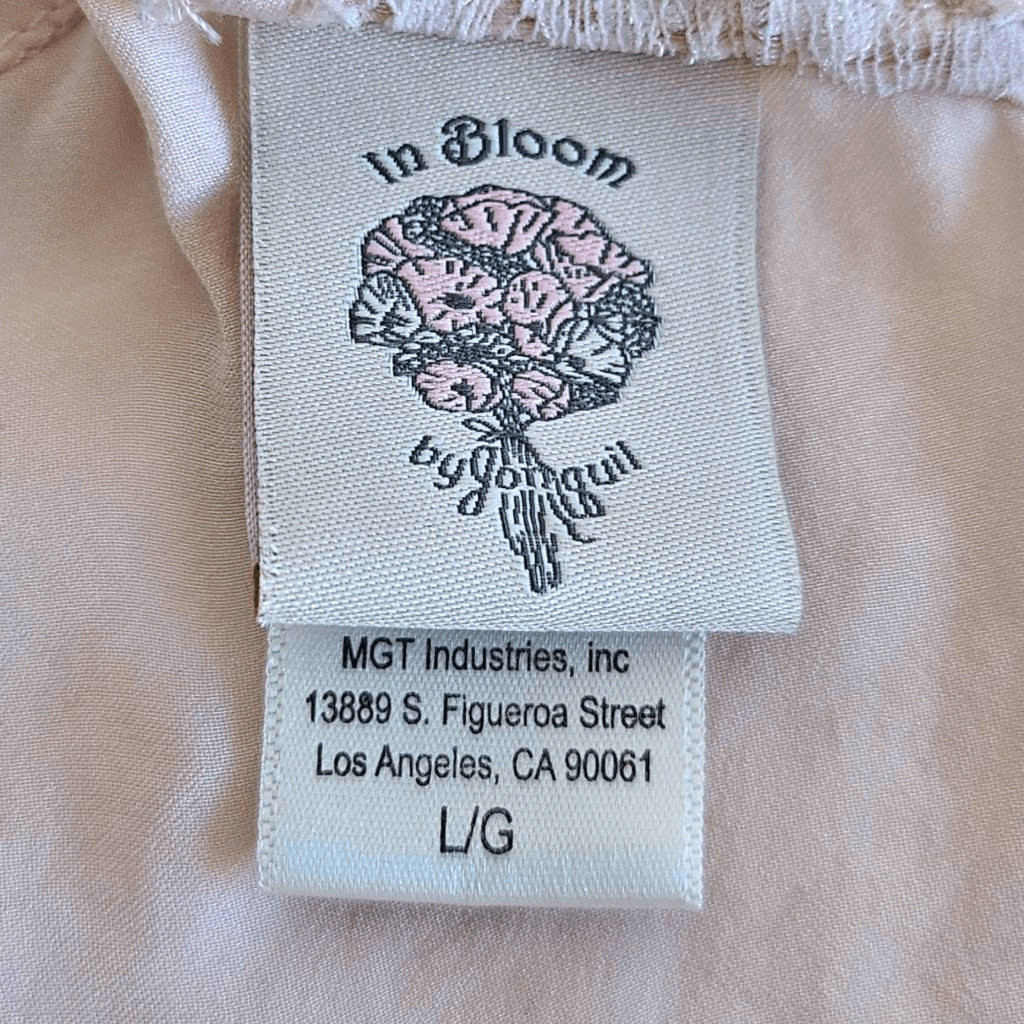 In Bloom
by Jonquil
MGT Industries, inc
13889 S. Figueroa Street
Los Angeles, CA 90061
L/G